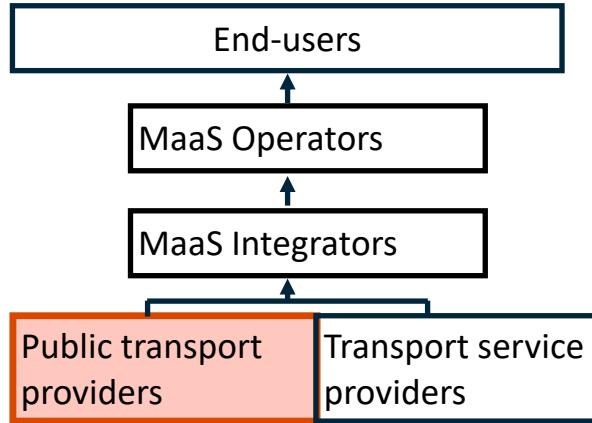 End-users
MaaS Operators
MaaS Integrators
Public transport
providers
Transport service
providers